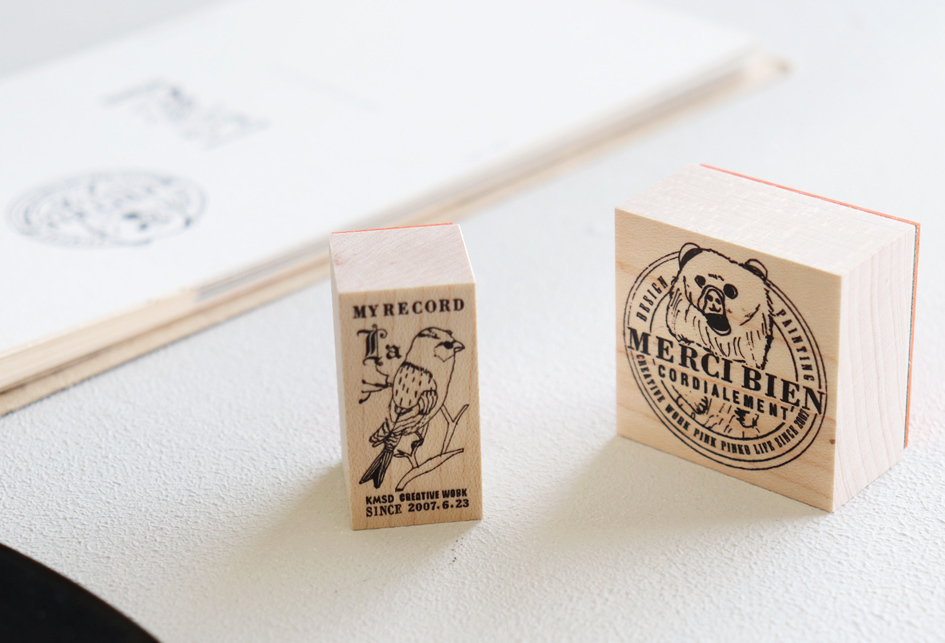 MY RECORD
La
KMSD CREATIVE WORK
SINCE 2007.6.23
DESIGN
PAINTING
MERCI BIEN
CORDIALEMENT
CREATIVE WORK PINK PINKO LIFE SINCE 2007